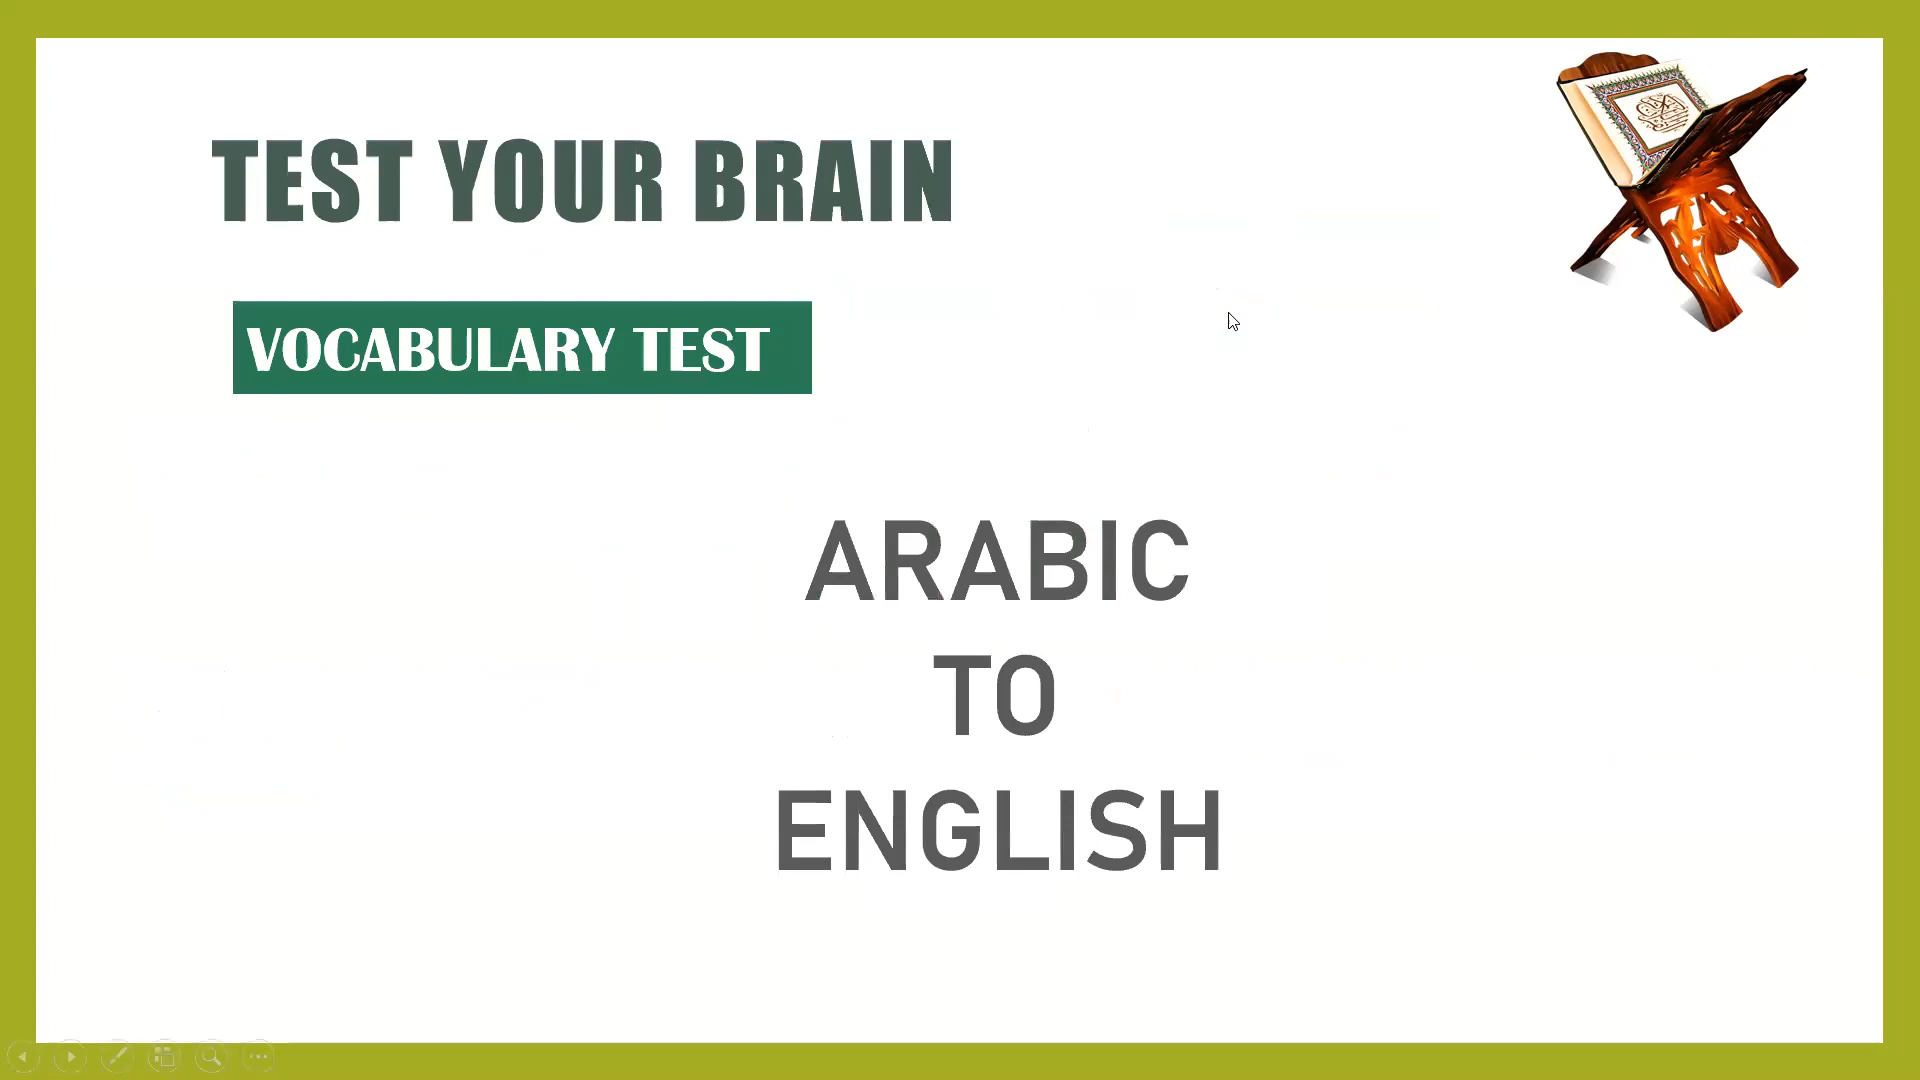 TEST YOUR BRAIN
VOCABULARY TEST
ARABIC
TO
ENGLISH